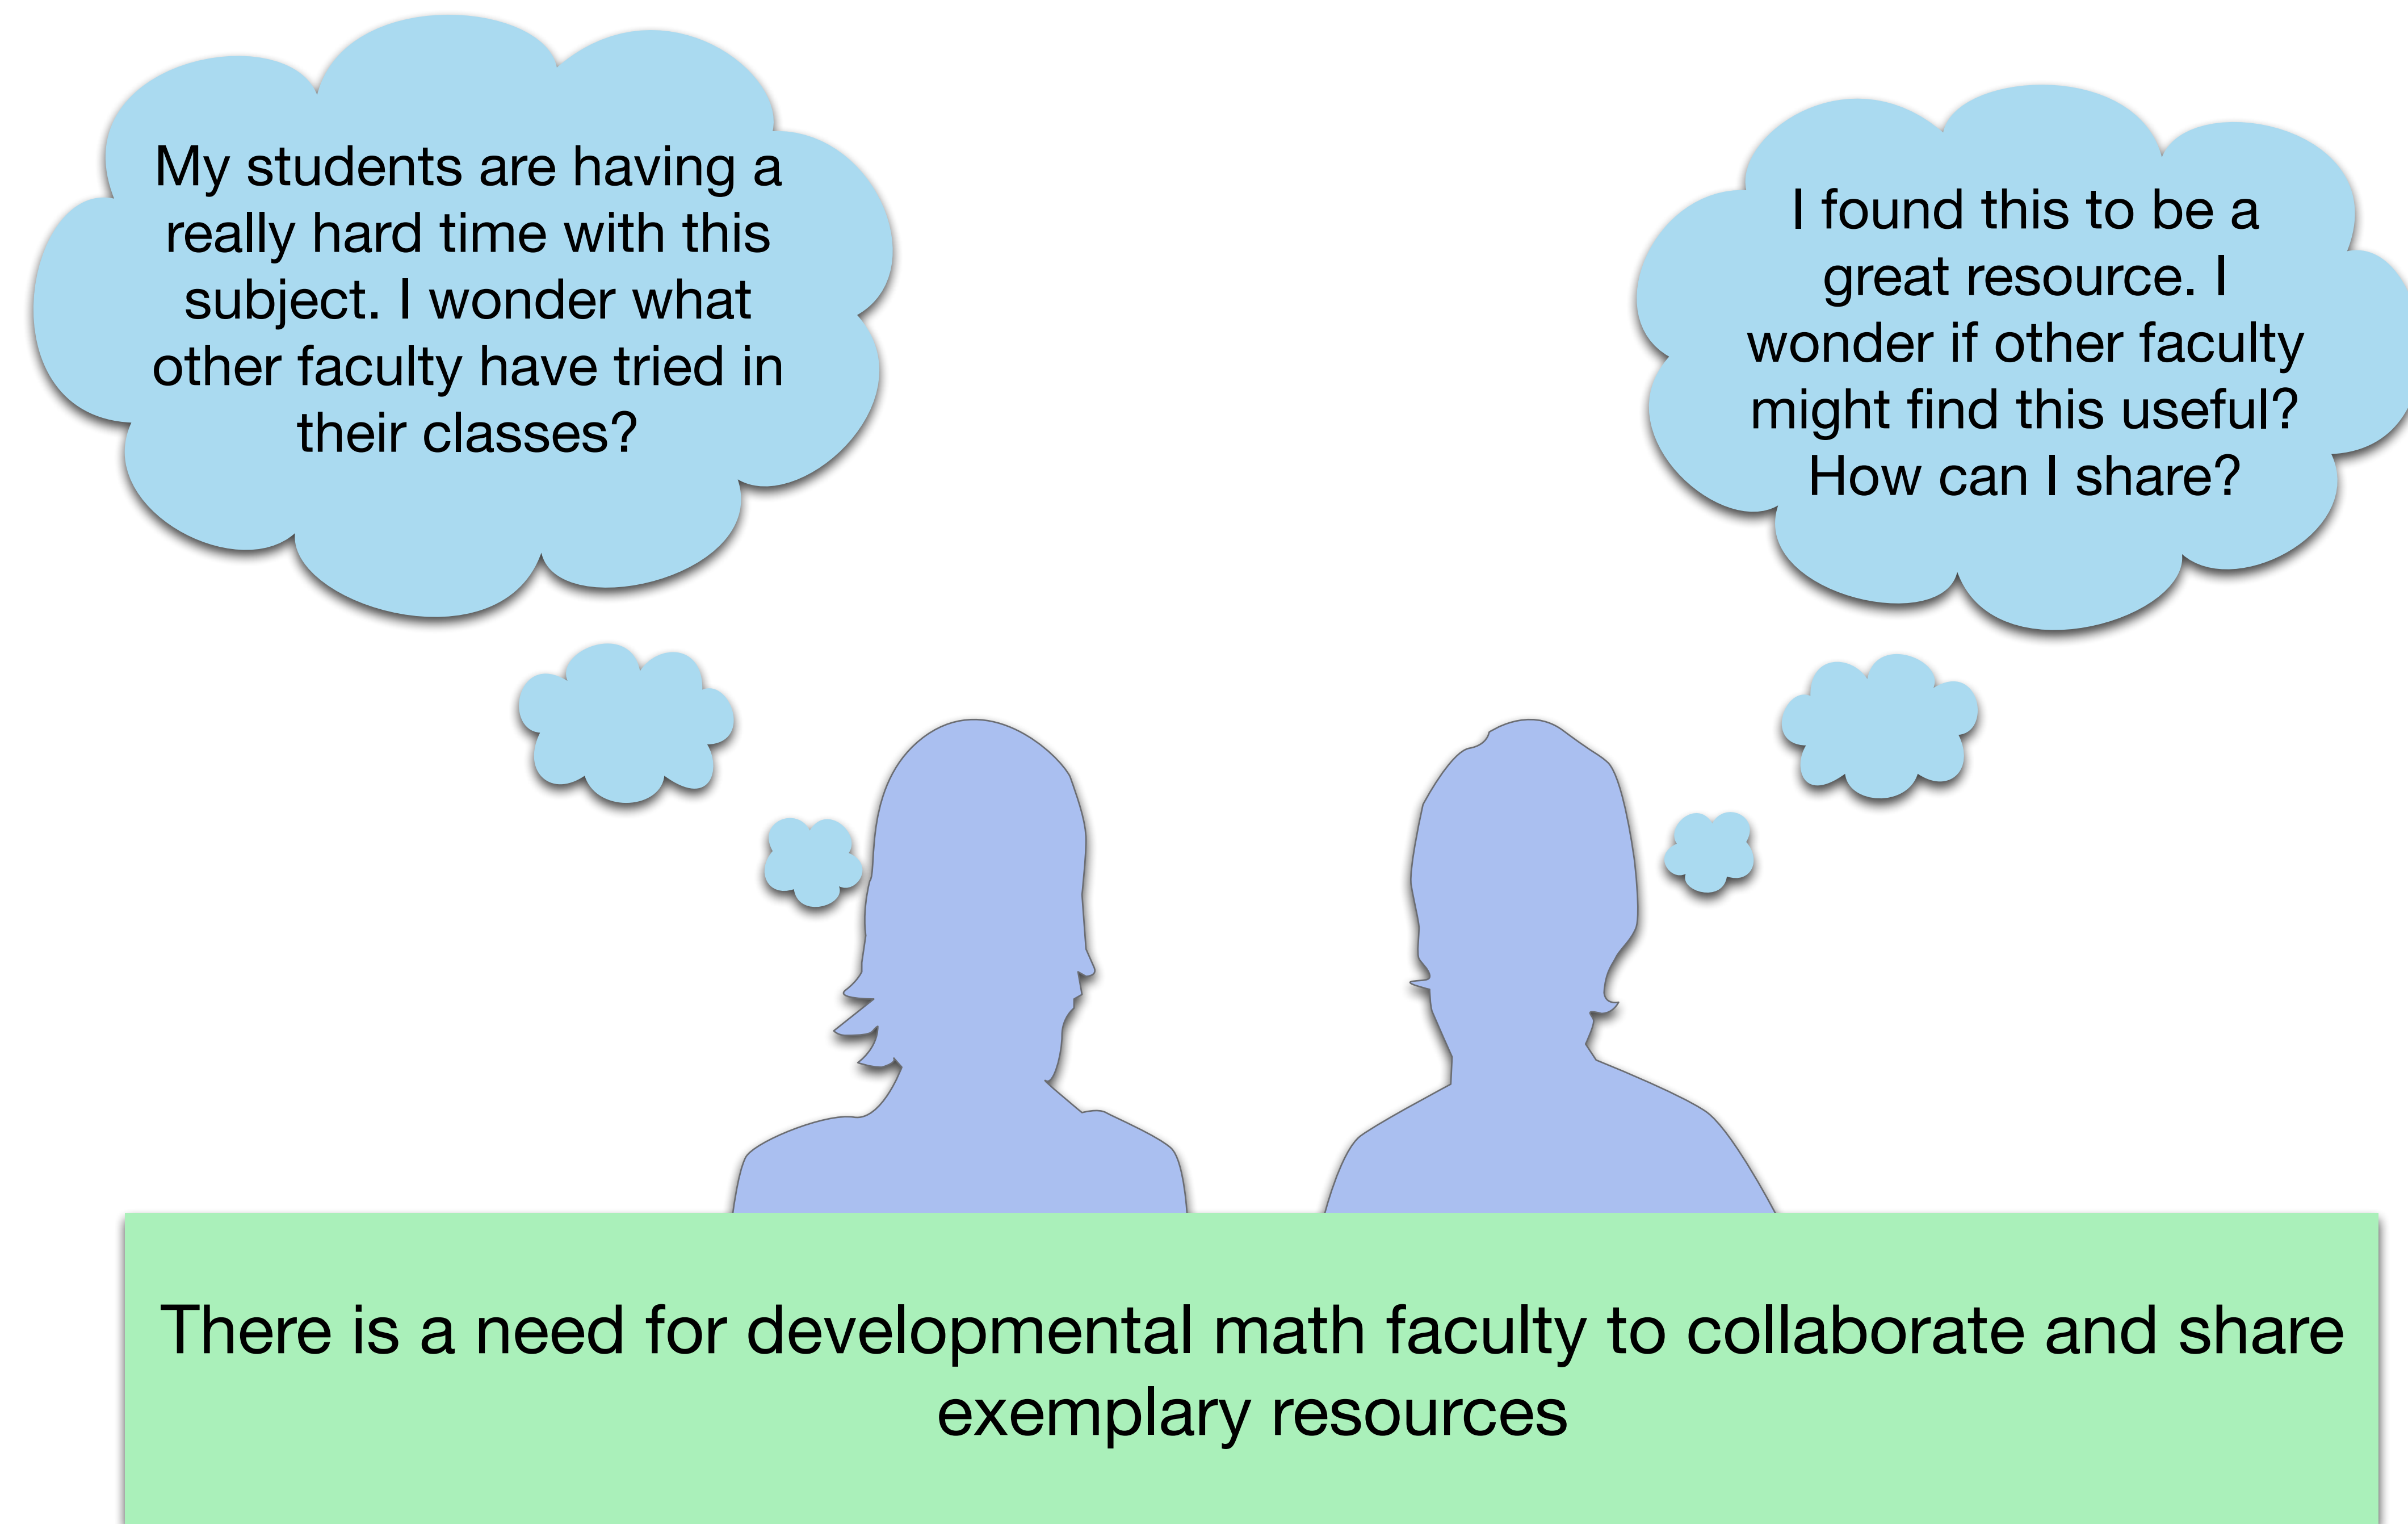 My students are having a
really hard time with this
subject. I wonder what
other faculty have tried in
their classes?
I found this to be a
great resource. I
wonder if other faculty
might find this useful?
How can I share?
There is a need for developmental math faculty to collaborate and share
exemplary resources